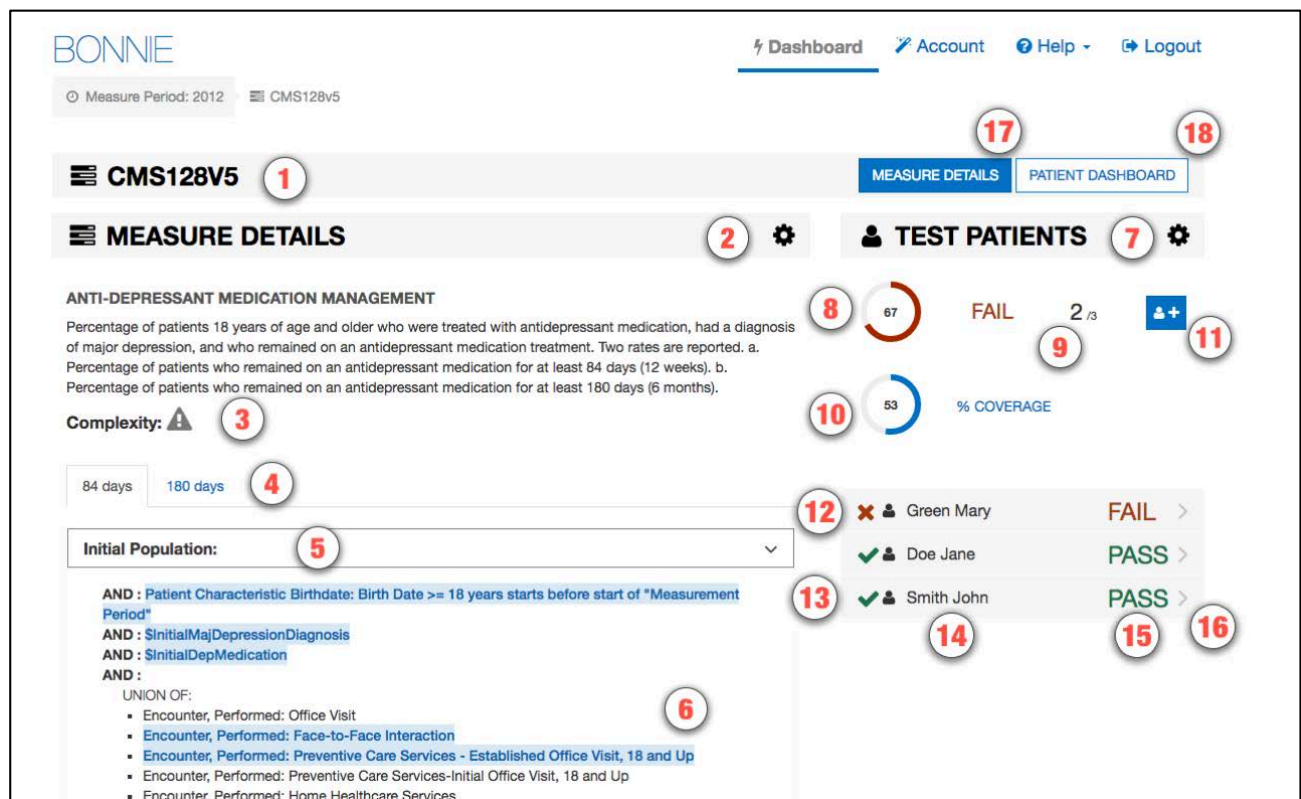 BONNIE
Dashboard Account Help Logout
Measure Period: 2012 CMS128v5
17 18
CMS128V5 1 MEASURE DETAILS PATIENT DASHBOARD
MEASURE DETAILS 2
TEST PATIENTS 7
ANTI-DEPRESSANT MEDICATION MANAGEMENT
Percentage of patients 18 years of age and older who were treated with antidepressant medication, had a diagnosis
of major depression, and who remained on an antidepressant medication treatment. Two rates are reported. a.
Percentage of patients who remained on an antidepressant medication for at least 84 days (12 weeks). b.
Percentage of patients who remained on an antidepressant medication for at least 180 days (6 months).
Complexity: 3
8 67 FAIL 2 /3 11
9
10 53 % COVERAGE
84 days 180 days 4
Initial Population: 5
AND : Patient Characteristic Birthdate: Birth Date >= 18 years starts before start of "Measurement
Period"
AND : $InitialMajDepressionDiagnosis
AND : $InitialDepMedication
AND :
UNION OF:
▪ Encounter, Performed: Office Visit
▪ Encounter, Performed: Face-to-Face Interaction
▪ Encounter, Performed: Preventive Care Services - Established Office Visit, 18 and Up
▪ Encounter, Performed: Preventive Care Services-Initial Office Visit, 18 and Up
▪ Encounter, Performed: Home Healthcare Services
6
12 Green Mary FAIL
Doe Jane PASS
13 Smith John PASS
14 15 16